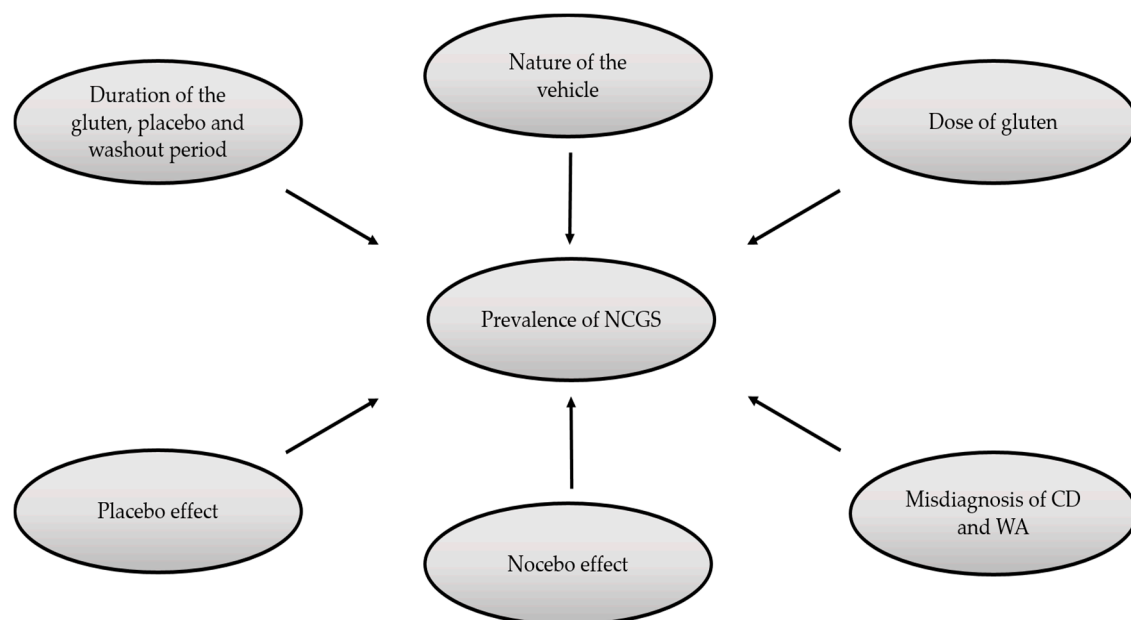 Nature of the
vehicle
Duration of the
gluten, placebo and
washout period
Dose of gluten
Prevalence of NCGS
Placebo effect
Nocebo effect
Misdiagnosis of CD
and WA